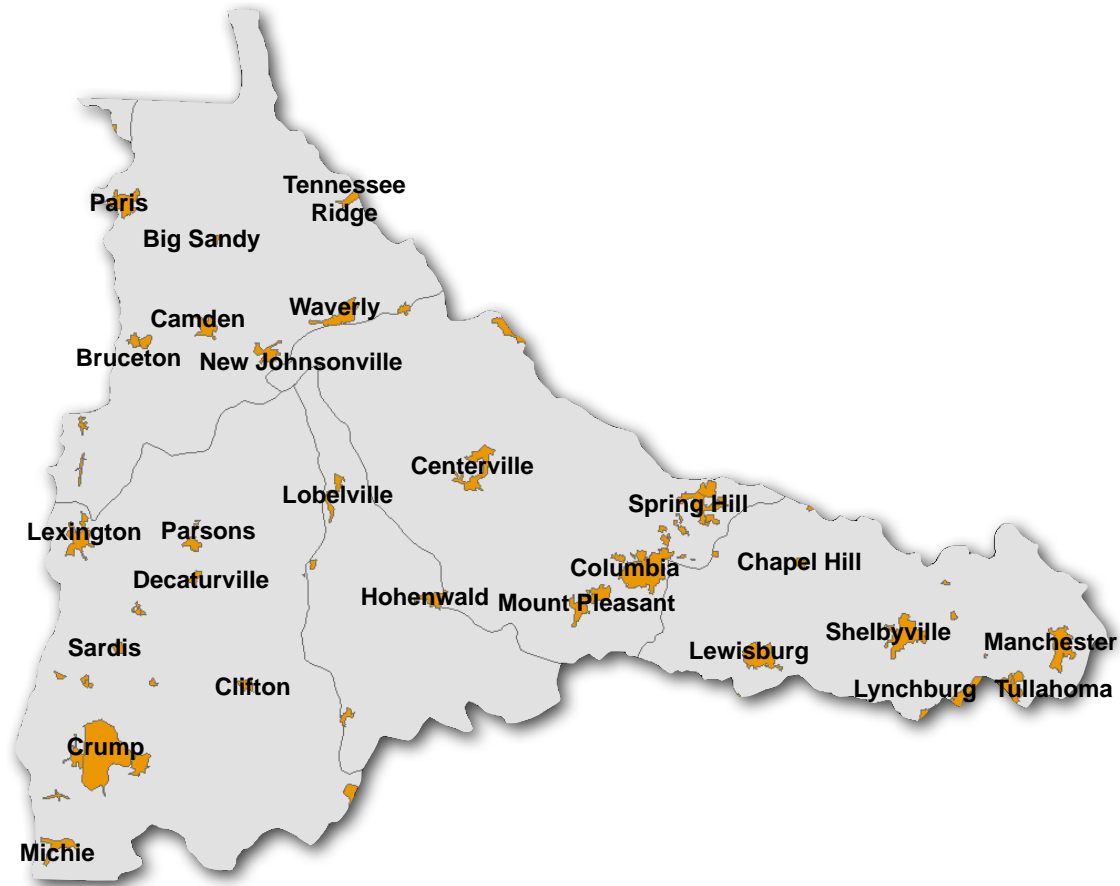 Tennessee
Ridge
Paris
Big Sandy
Waverly
Camden
Bruceton
New Johnsonville
Centerville
Lobelville
Spring Hill
Lexington
Parsons
Chapel Hill
Columbia
Decaturville
Hohenwald
Mount Pleasant
Shelbyville
Manchester
Sardis
Lewisburg
Clifton
Lynchburg
Tullahoma
Crump
Michie